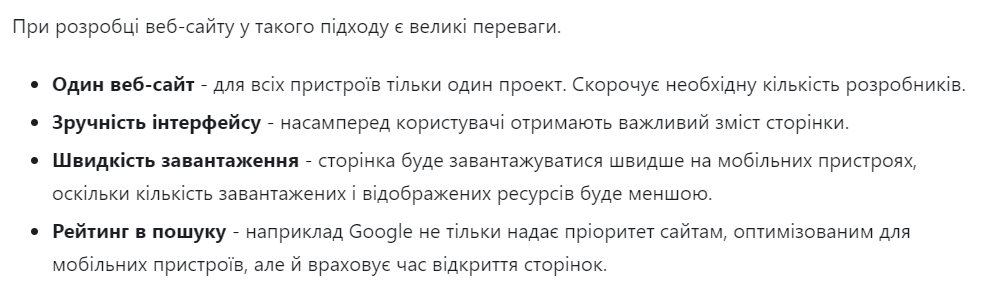 При розробці веб-сайту у такого підходу є великі переваги.
• Один веб-сайт - для всіх пристроїв тільки один проект. Скорочує необхідну кількість розробників.
• Зручність інтерфейсу - насамперед користувачі отримають важливий зміст сторінки.
• Швидкість завантаження - сторінка буде завантажуватися швидше на мобільних пристроях,
оскільки кількість завантажених і відображених ресурсів буде меншою.
• Рейтинг в пошуку - наприклад Google не тільки надає пріоритет сайтам, оптимізованим для
мобільних пристроїв, але й враховує час відкриття сторінок.